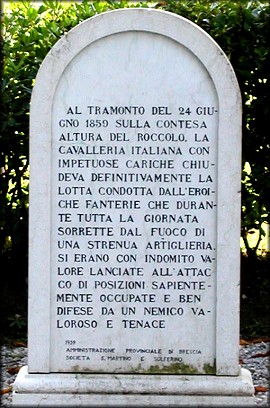 AL TRAMONTO DEL 24 GIU-
GNO 1859 SULLA CONTESA
ALTURA DEL ROCCOLO, LA
CAVALLERIA ITALIANA CON
IMPETUOSE CARICHE CHIU-
DEVA DEFINITIVAMENTE LA
LOTTA CONDOTTA DALL'EROI-
CHE FANTERIE CHE DURAN-
TE TUTTA LA GIORNATA
SORRETTE DAL FUOCO DI
UNA STRENUA ARTIGLIERIA,
SI ERANO CON INDOMITO VA-
LORE LANCIATE ALL'ATTAC-
CO DI POSIZIONI SAPIENTE-
MENTE OCCUPATE E BEN
DIFESE DA UN NEMICO VA-
LOROSO E TENACE
1939
AMMINISTRAZIONE PROVINCIALE DI BRESCIA
SOCIETÀ S. MARTINO E SOLFERINO